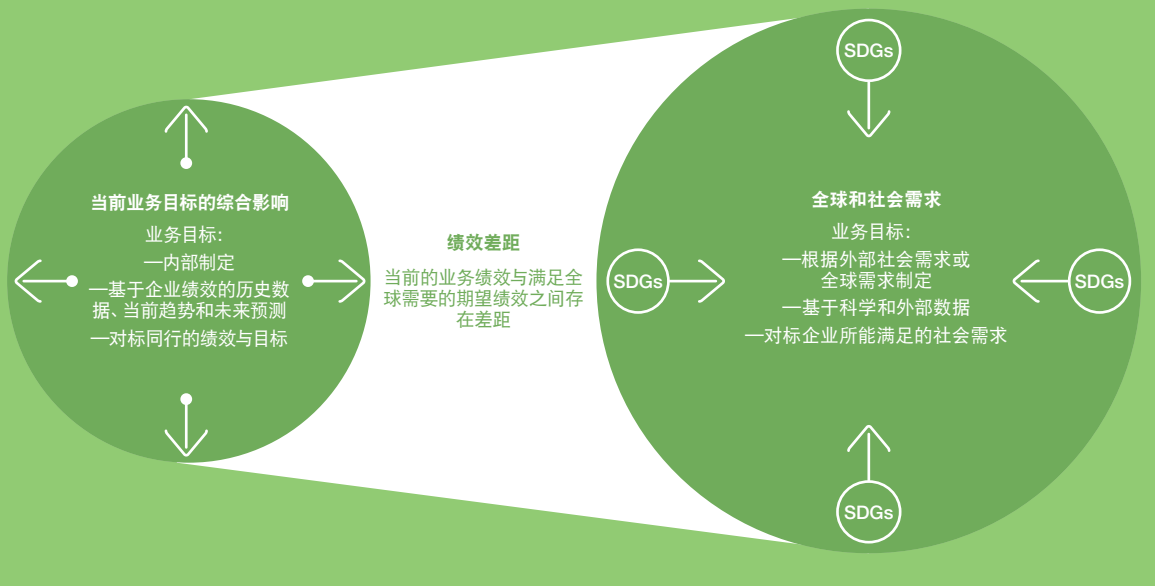 当前业务目标的综合影响
业务目标：
—内部制定
—基于企业绩效的历史数
据、当前趋势和未来预测
—对标同行的绩效与目标
绩效差距
当前的业务绩效与满足全
球需要的期望绩效之间存
在差距
SDGs
全球和社会需求
业务目标：
—根据外部社会需求或
全球需求制定
—基于科学和外部数据
—对标企业所能满足的社会需求
SDGs
SDGs
SDGs